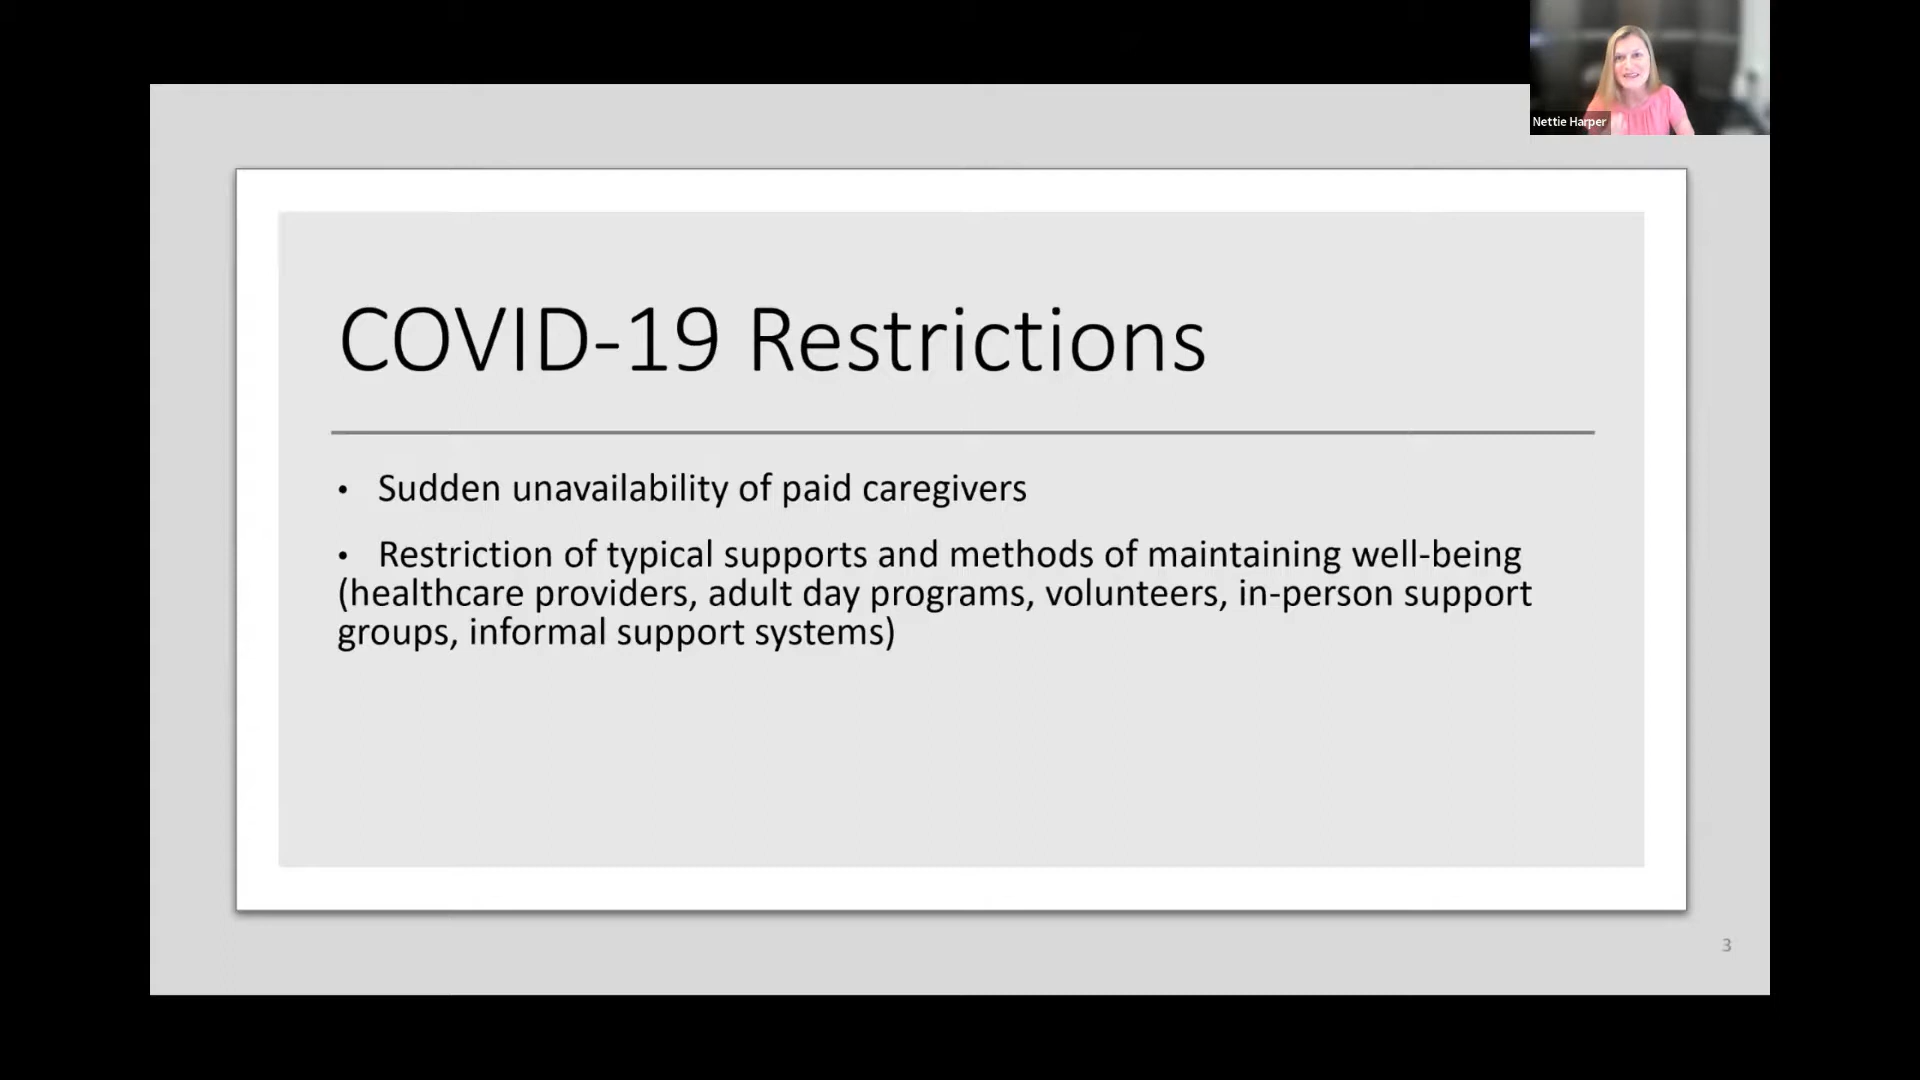 Nettie Harper
COVID-19 Restrictions
• Sudden unavailability of paid caregivers
• Restriction of typical supports and methods of maintaining well-being
(healthcare providers, adult day programs, volunteers, in-person support
groups, informal support systems)
3